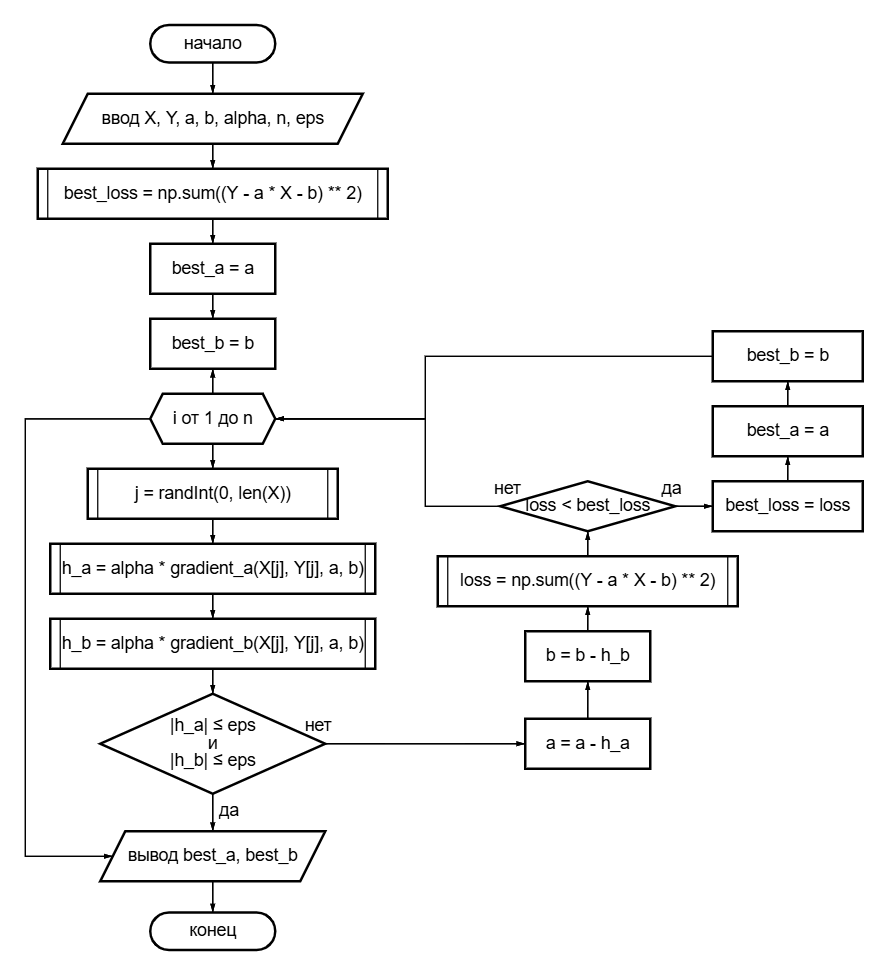 начало
ввод X, Y, a, b, alpha, n, eps
best_loss = np.sum((Y - a * X - b) ** 2)
best_a = a
best_b = b
i от 1 до n
j = randInt(0, len(X))
h_a = alpha * gradient_a(X[j], Y[j], a, b)
h_b = alpha * gradient_b(X[j], Y[j], a, b)
|h_a| ≤ eps
и
|h_b| ≤ eps
нет
да
a = a - h_a
b = b - h_b
loss = np.sum((Y - a * X - b) ** 2)
loss < best_loss
нет
да
best_loss = loss
best_a = a
best_b = b
вывод best_a, best_b
конец